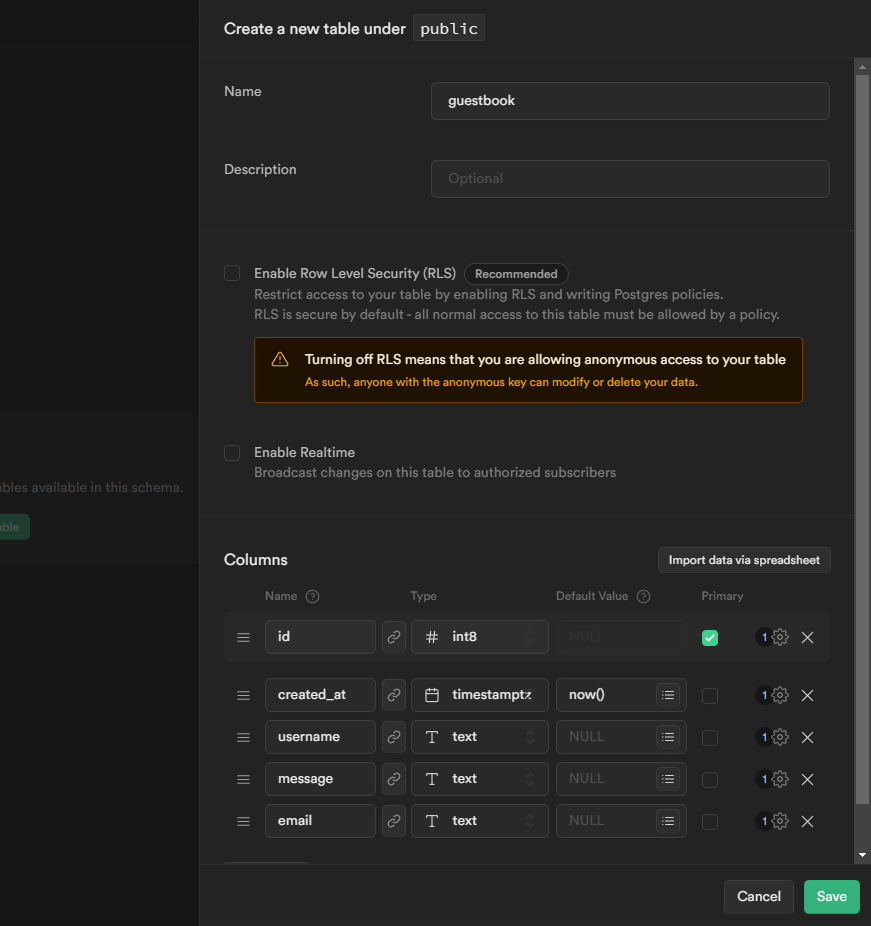 Create a new table under public
Name
guestbook
Description
Optional
Enable Row Level Security (RLS) Recommended
Restrict access to your table by enabling RLS and writing Postgres policies.
RLS is secure by default - all normal access to this table must be allowed by a policy.
Turning off RLS means that you are allowing anonymous access to your table
As such, anyone with the anonymous key can modify or delete your data.
Enable Realtime
Broadcast changes on this table to authorized subscribers
ables available in this schema.
able
Columns
Import data via spreadsheet
Name ? Type Default Value ? Primary
id # int8 NULL 1
created_at timestamptz now() 1
username T text NULL 1
message T text NULL 1
email T text NULL 1
Cancel Save